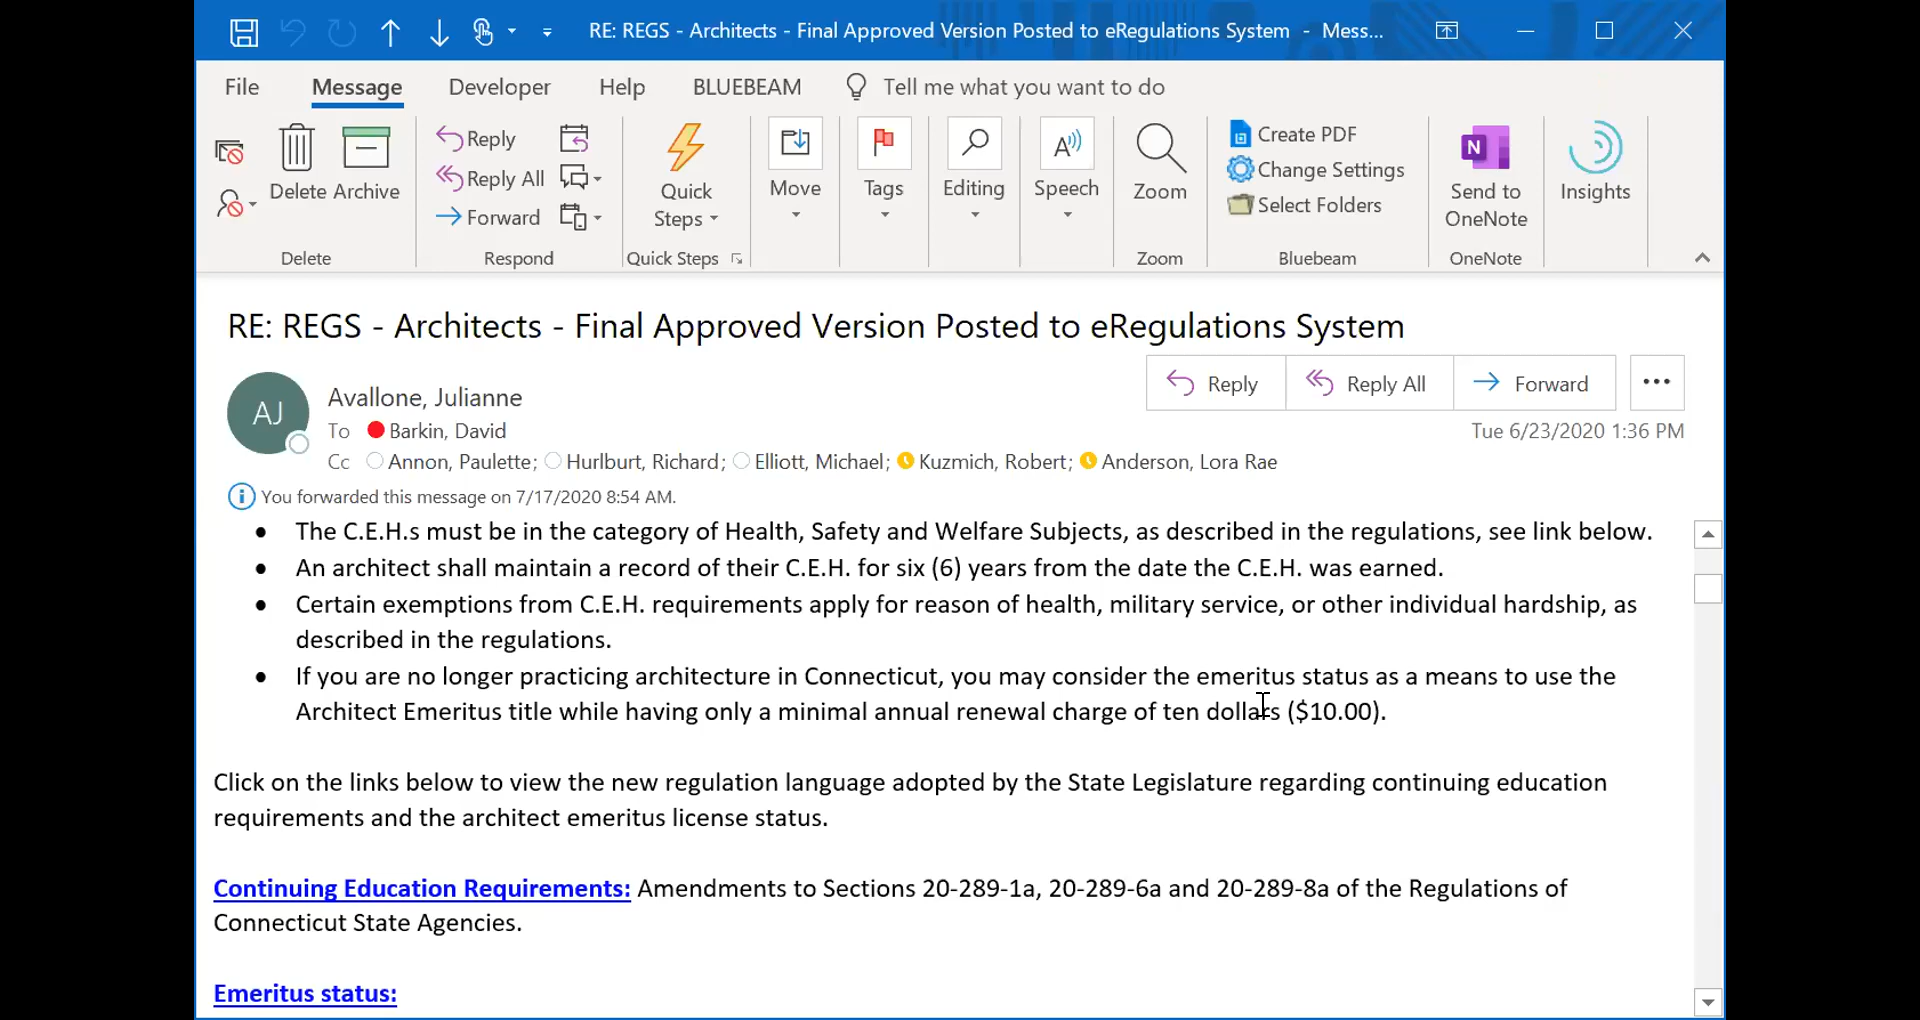 RE: REGS - Architects - Final Approved Version Posted to eRegulations System - Mess...
File Message Developer Help BLUEBEAM Tell me what you want to do
Delete Archive
Delete
Reply
Reply All
Forward
Respond
Quick
Steps
Quick Steps
Move
Tags
Editing
Speech
Zoom
Zoom
Create PDF
Change Settings
Select Folders
Bluebeam
N
Send to
OneNote
OneNote
Insights
RE: REGS - Architects - Final Approved Version Posted to eRegulations System
Reply Reply All Forward
AJ
Avallone, Julianne
To Barkin, David
Tue 6/23/2020 1:36 PM
Cc Annon, Paulette; Hurlburt, Richard; Elliott, Michael; Kuzmich, Robert; Anderson, Lora Rae
You forwarded this message on 7/17/2020 8:54 AM.
• The C.E.H.s must be in the category of Health, Safety and Welfare Subjects, as described in the regulations, see link below.
• An architect shall maintain a record of their C.E.H. for six (6) years from the date the C.E.H. was earned.
• Certain exemptions from C.E.H. requirements apply for reason of health, military service, or other individual hardship, as
described in the regulations.
• If you are no longer practicing architecture in Connecticut, you may consider the emeritus status as a means to use the
Architect Emeritus title while having only a minimal annual renewal charge of ten dollars ($10.00).
Click on the links below to view the new regulation language adopted by the State Legislature regarding continuing education
requirements and the architect emeritus license status.
Continuing Education Requirements: Amendments to Sections 20-289-1a, 20-289-6a and 20-289-8a of the Regulations of
Connecticut State Agencies.
Emeritus status: